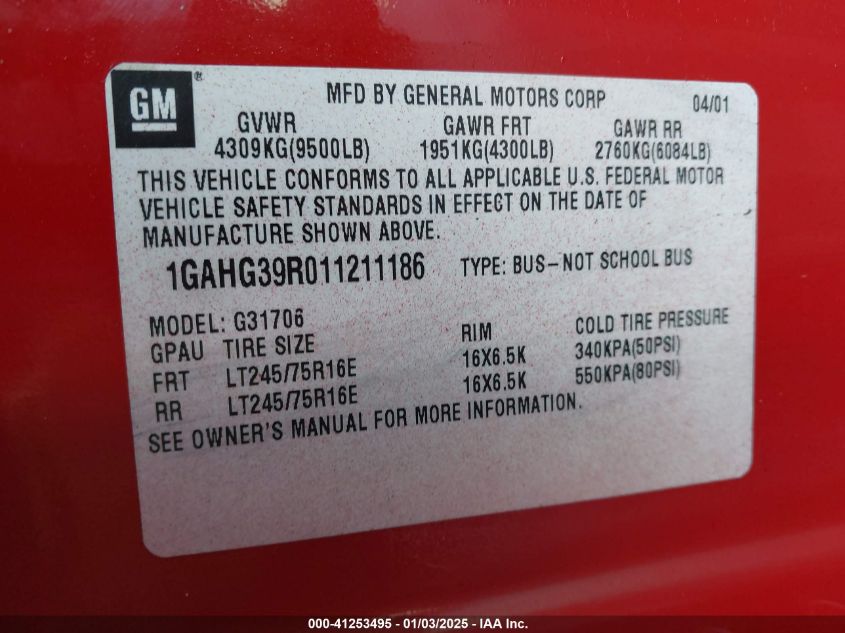 GM®
MFD BY GENERAL MOTORS CORP 04/01
GVWR GAWR FRT GAWR RR
4309KG(9500LB) 1951KG(4300LB) 2760KG(6084LB)
THIS VEHICLE CONFORMS TO ALL APPLICABLE U.S. FEDERAL MOTOR
VEHICLE SAFETY STANDARDS IN EFFECT ON THE DATE OF
MANUFACTURE SHOWN ABOVE.
1GAHG39R011211186 TYPE: BUS-NOT SCHOOL BUS
MODEL: G31706
GPAU TIRE SIZE RIM COLD TIRE PRESSURE
FRT LT245/75R16E 16X6.5K 340KPA(50PSI)
RR LT245/75R16E 16X6.5K 550KPA(80PSI)
SEE OWNER'S MANUAL FOR MORE INFORMATION.
000-41253495 - 01/03/2025 - IAA Inc.